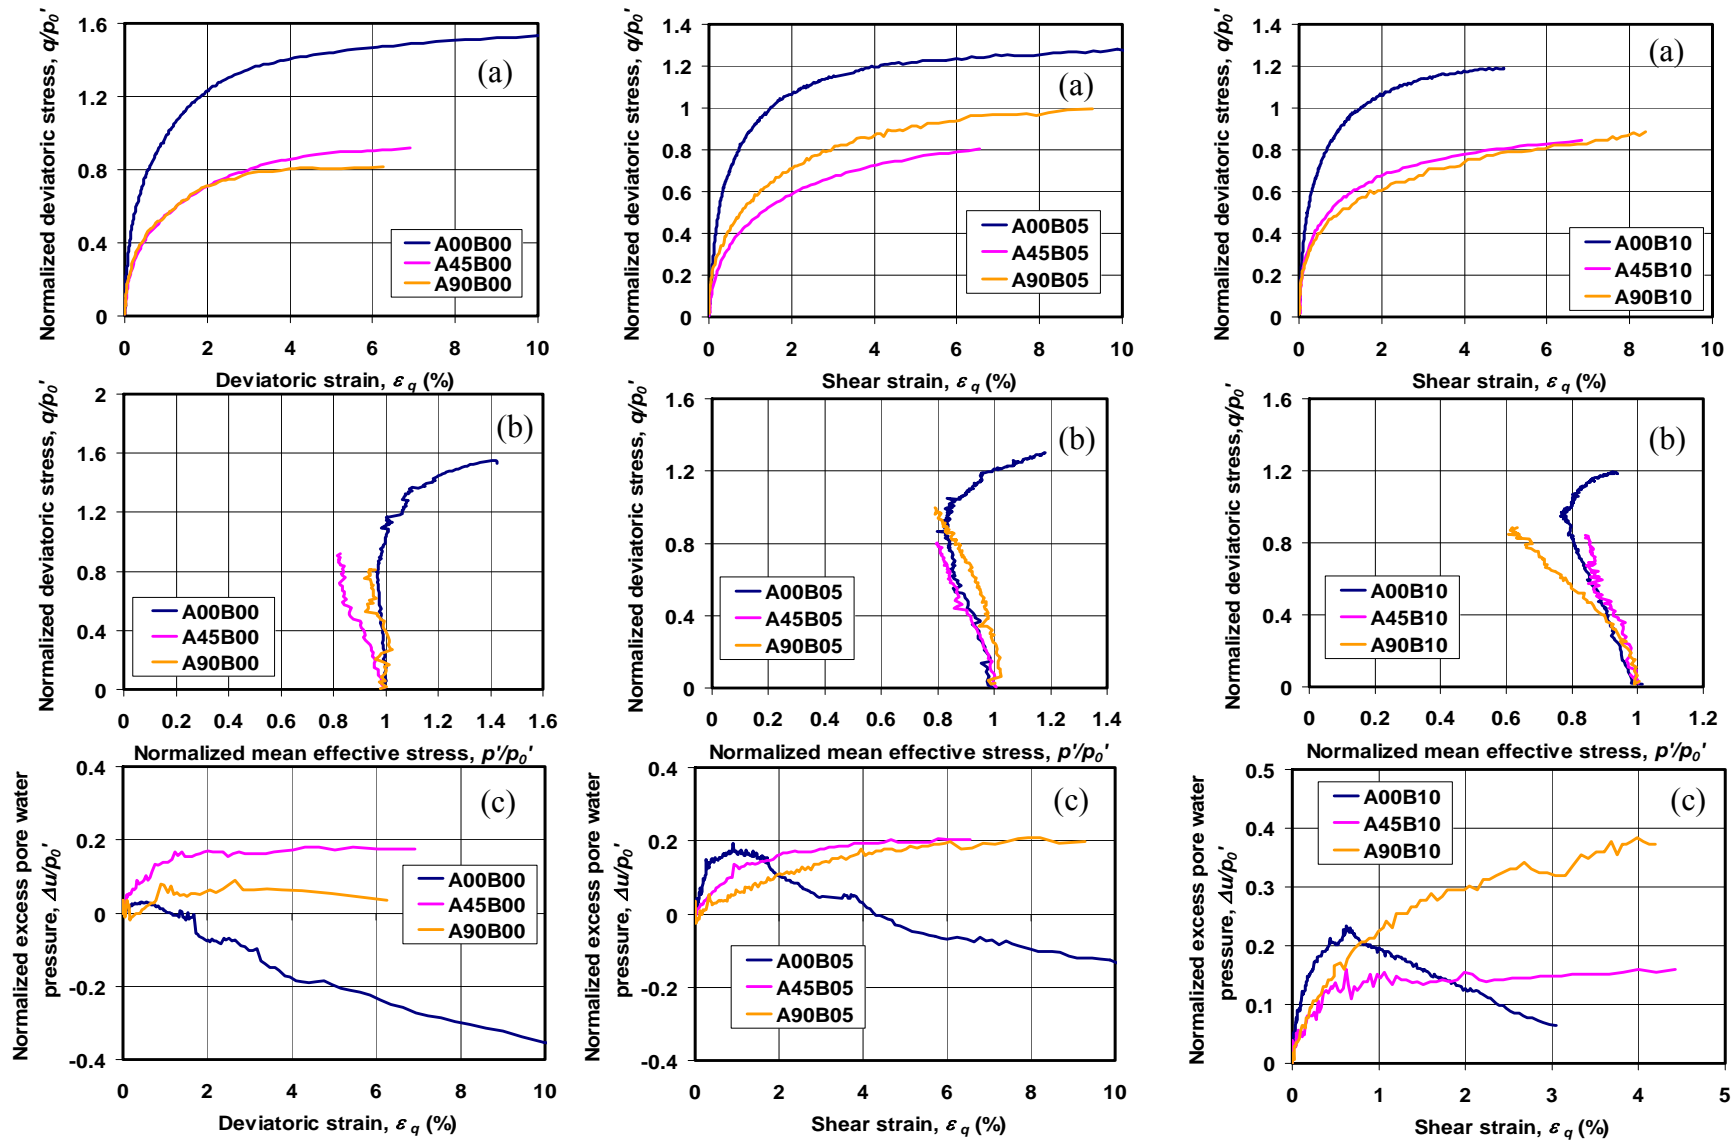 Normalized deviatoric stress, q/p₀'
1.6
1.2
0.8
0.4
0
(a)
A00B00
A45B00
A90B00
0 2 4 6 8 10
Deviatoric strain, ε q (%)
Normalized deviatoric stress, q/p₀'
1.4
1.2
1
0.8
0.6
0.4
0.2
0
(a)
A00B05
A45B05
A90B05
0 2 4 6 8 10
Shear strain, ε q (%)
Normalized deviatoric stress, q/p₀'
1.4
1.2
1
0.8
0.6
0.4
0.2
0
(a)
A00B10
A45B10
A90B10
0 2 4 6 8 10
Shear strain, ε q (%)
Normalized deviatoric stress, q/p₀'
2
1.6
1.2
0.8
0.4
0
(b)
A00B00
A45B00
A90B00
0 0.2 0.4 0.6 0.8 1 1.2 1.4 1.6
Normalized mean effective stress, p'/p₀'
Normalized deviatoric stress, q/p₀'
1.6
1.2
0.8
0.4
0
(b)
A00B05
A45B05
A90B05
0 0.2 0.4 0.6 0.8 1 1.2 1.4
Normalized mean effective stress, p'/p₀'
Normalized deviatoric stress,q/p₀'
1.6
1.2
0.8
0.4
0
(b)
A00B10
A45B10
A90B10
0 0.2 0.4 0.6 0.8 1 1.2
Normalized mean effective stress, p'/p₀'
Normalized excess pore water
pressure, Δu/p₀'
0.4
0.2
0
-0.2
-0.4
(c)
A00B00
A45B00
A90B00
0 2 4 6 8 10
Deviatoric strain, ε q (%)
Normalized excess pore water
pressure, Δu/p₀'
0.4
0.2
0
-0.2
-0.4
(c)
A00B05
A45B05
A90B05
0 2 4 6 8 10
Shear strain, ε q (%)
Normalized excess pore water
pressure, Δu/p₀'
0.5
0.4
0.3
0.2
0.1
0
(c)
A00B10
A45B10
A90B10
0 1 2 3 4 5
Shear strain, ε q (%)